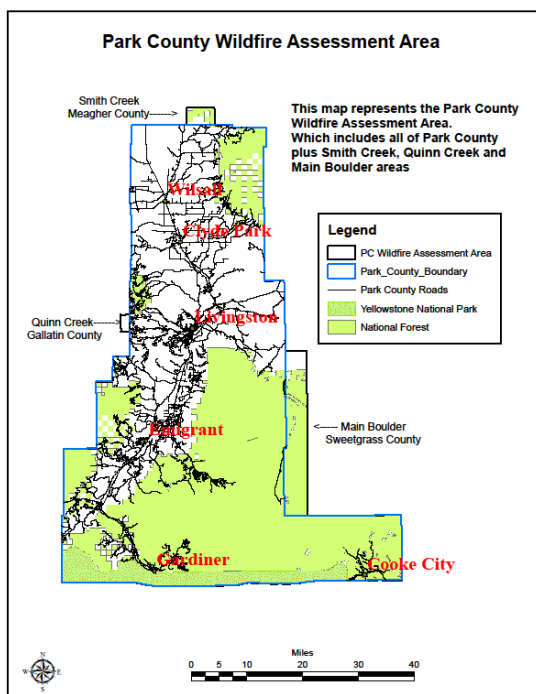 Park County Wildfire Assessment Area
Smith Creek
Meagher County ------>
This map represents the Park County
Wildfire Assessment Area.
Which includes all of Park County
plus Smith Creek, Quinn Creek and
Main Boulder areas
Wilsall
Clyde Park
Legend
PC Wildfire Assessment Area
Park_County_Boundary
Park County Roads
Yellowstone National Park
National Forest
Quinn Creek ---->
Gallatin County
Livingston
<---- Main Boulder
Sweetgrass County
Emigrant
Gardiner
Cooke City
N
W E
S
Miles
0 5 10 20 30 40